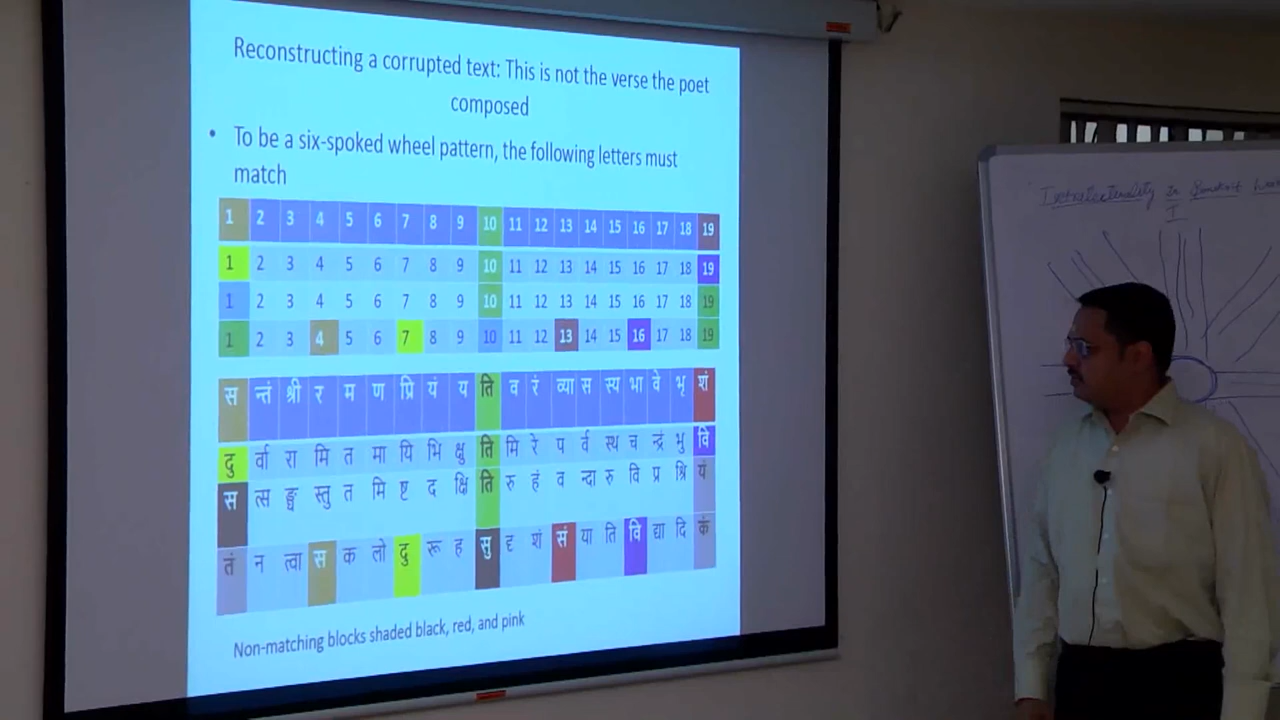 Reconstructing a corrupted text: This is not the verse the poet
composed
• To be a six-spoked wheel pattern, the following letters must
match
1 2 3 4 5 6 7 8 9 10 11 12 13 14 15 16 17 18 19
1 2 3 4 5 6 7 8 9 10 11 12 13 14 15 16 17 18 19
1 2 3 4 5 6 7 8 9 10 11 12 13 14 15 16 17 18 19
1 2 3 4 5 6 7 8 9 10 11 12 13 14 15 16 17 18 19
स न्तं श्री र म ण प्रि यं य ति व रं व्या स स्य भा वे भृ शं
दु र्वा रा मि त मा यि भि क्षु ति मि रे प र्व स्थ च न्द्रं भु वि
स त्स ङ्घ स्तु त मि ष्ट द क्षि ति रु हं व न्दा रु वि प्र श्रि यं
तं न त्वा स क लो दु रू ह सु दृ शं सं या ति वि द्या दि कं
Non-matching blocks shaded black, red, and pink
in Sanskrit
I